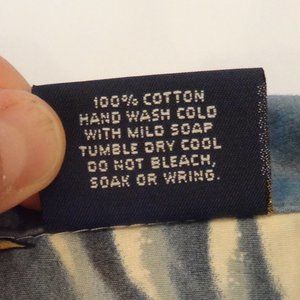 100% COTTON
HAND WASH COLD
WITH MILD SOAP
TUMBLE DRY COOL
DO NOT BLEACH,
SOAK OR WRING.